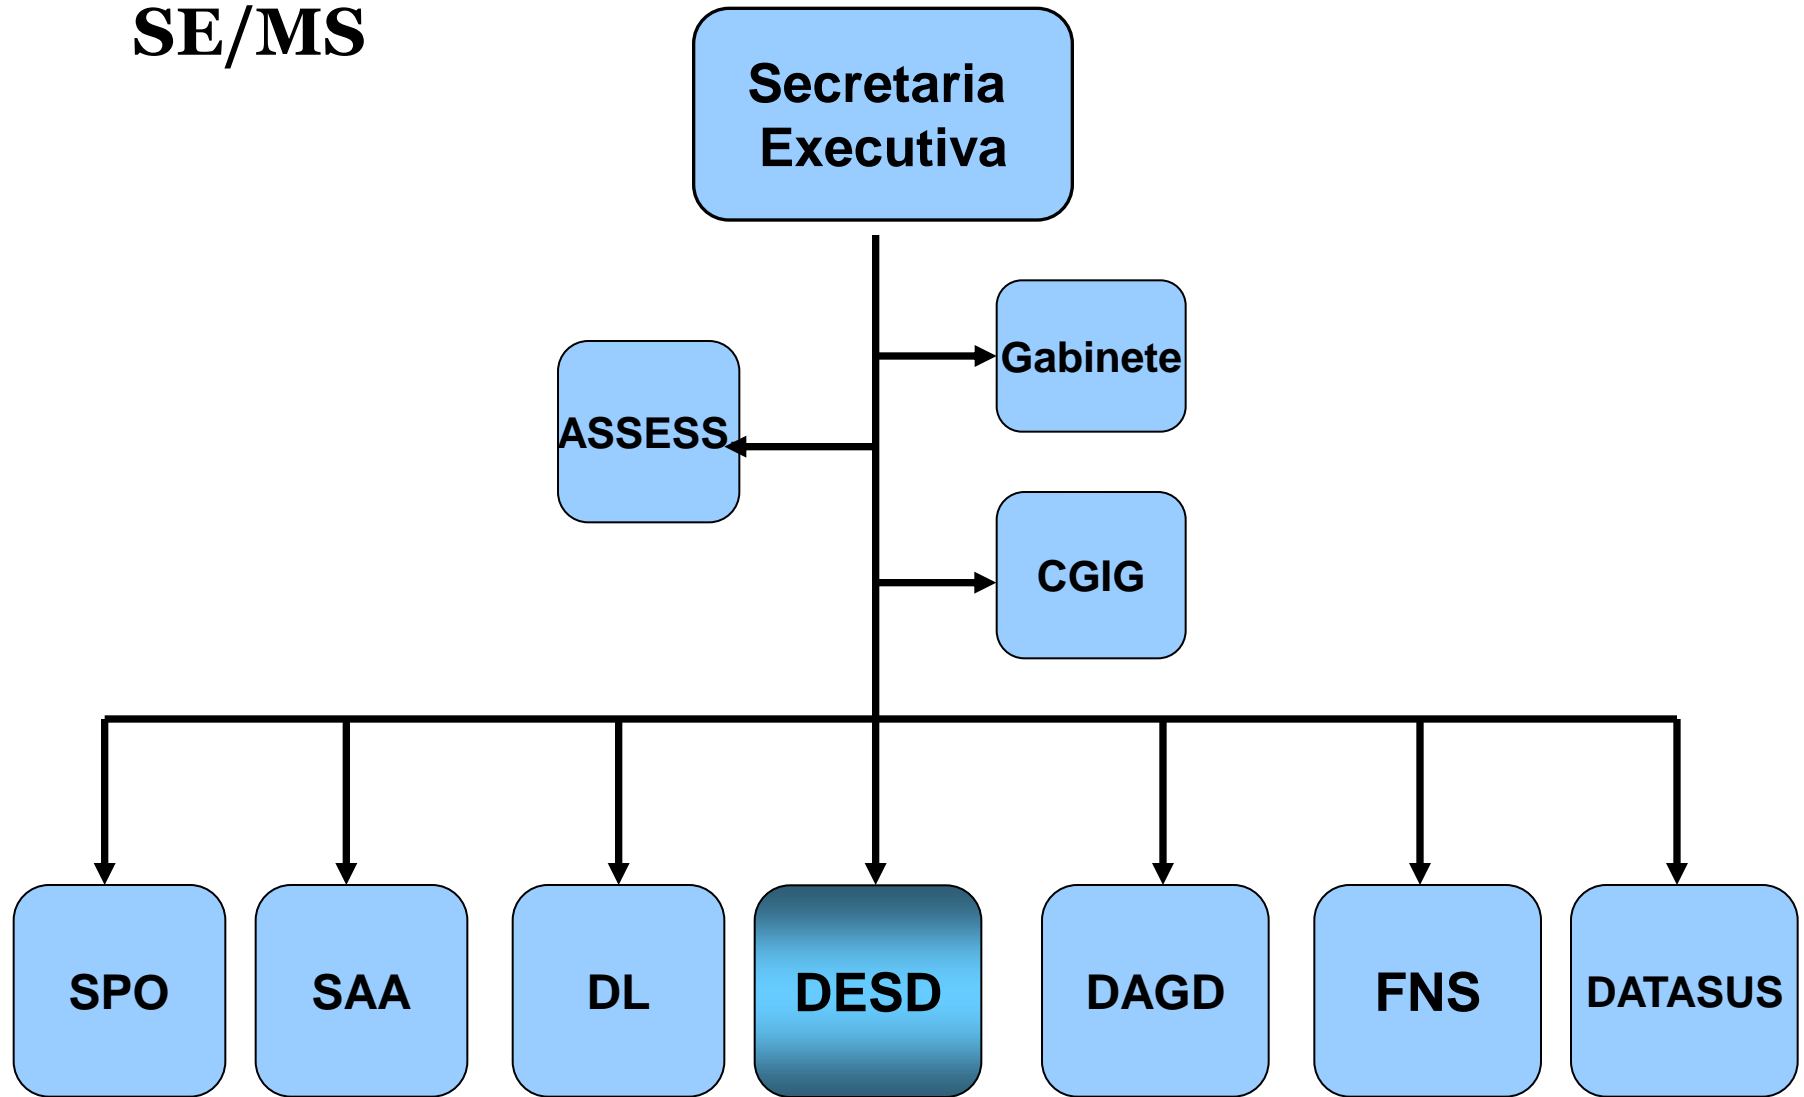 SE/MS
Secretaria
Executiva
Gabinete
ASSESS.
CGIG
SPO
SAA
DL
DESD
DAGD
FNS
DATASUS